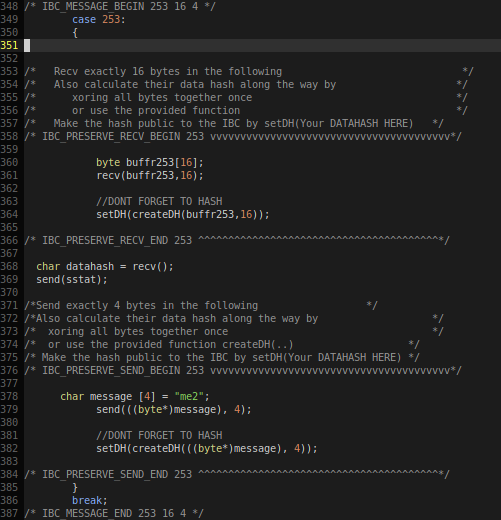 348 /* IBC_MESSAGE_BEGIN 253 16 4 */
349 case 253:
350 {
351
352
353 /* Recv exactly 16 bytes in the following */
354 /* Also calculate their data hash along the way by */
355 /* xoring all bytes together once */
356 /* or use the provided function */
357 /* Make the hash public to the IBC by setDH(Your DATAHASH HERE) */
358 /* IBC_PRESERVE_RECV_BEGIN 253 vvvvvvvvvvvvvvvvvvvvvvvvvvvvvvvvvvvvvvvv*/
359
360 byte buffr253[16];
361 recv(buffr253,16);
362
363 //DONT FORGET TO HASH
364 setDH(createDH(buffr253,16));
365
366 /* IBC_PRESERVE_RECV_END 253 ^^^^^^^^^^^^^^^^^^^^^^^^^^^^^^^^^^^^^^^^*/
367
368 char datahash = recv();
369 send(sstat);
370
371 /*Send exactly 4 bytes in the following */
372 /*Also calculate their data hash along the way by */
373 /* xoring all bytes together once */
374 /* or use the provided function createDH(..) */
375 /* Make the hash public to the IBC by setDH(Your DATAHASH HERE) */
376 /* IBC_PRESERVE_SEND_BEGIN 253 vvvvvvvvvvvvvvvvvvvvvvvvvvvvvvvvvvvvvvvv*/
377
378 char message [4] = "me2";
379 send(((byte*)message), 4);
380
381 //DONT FORGET TO HASH
382 setDH(createDH(((byte*)message), 4));
383
384 /* IBC_PRESERVE_SEND_END 253 ^^^^^^^^^^^^^^^^^^^^^^^^^^^^^^^^^^^^^^^^*/
385 }
386 break;
387 /* IBC_MESSAGE_END 253 16 4 */